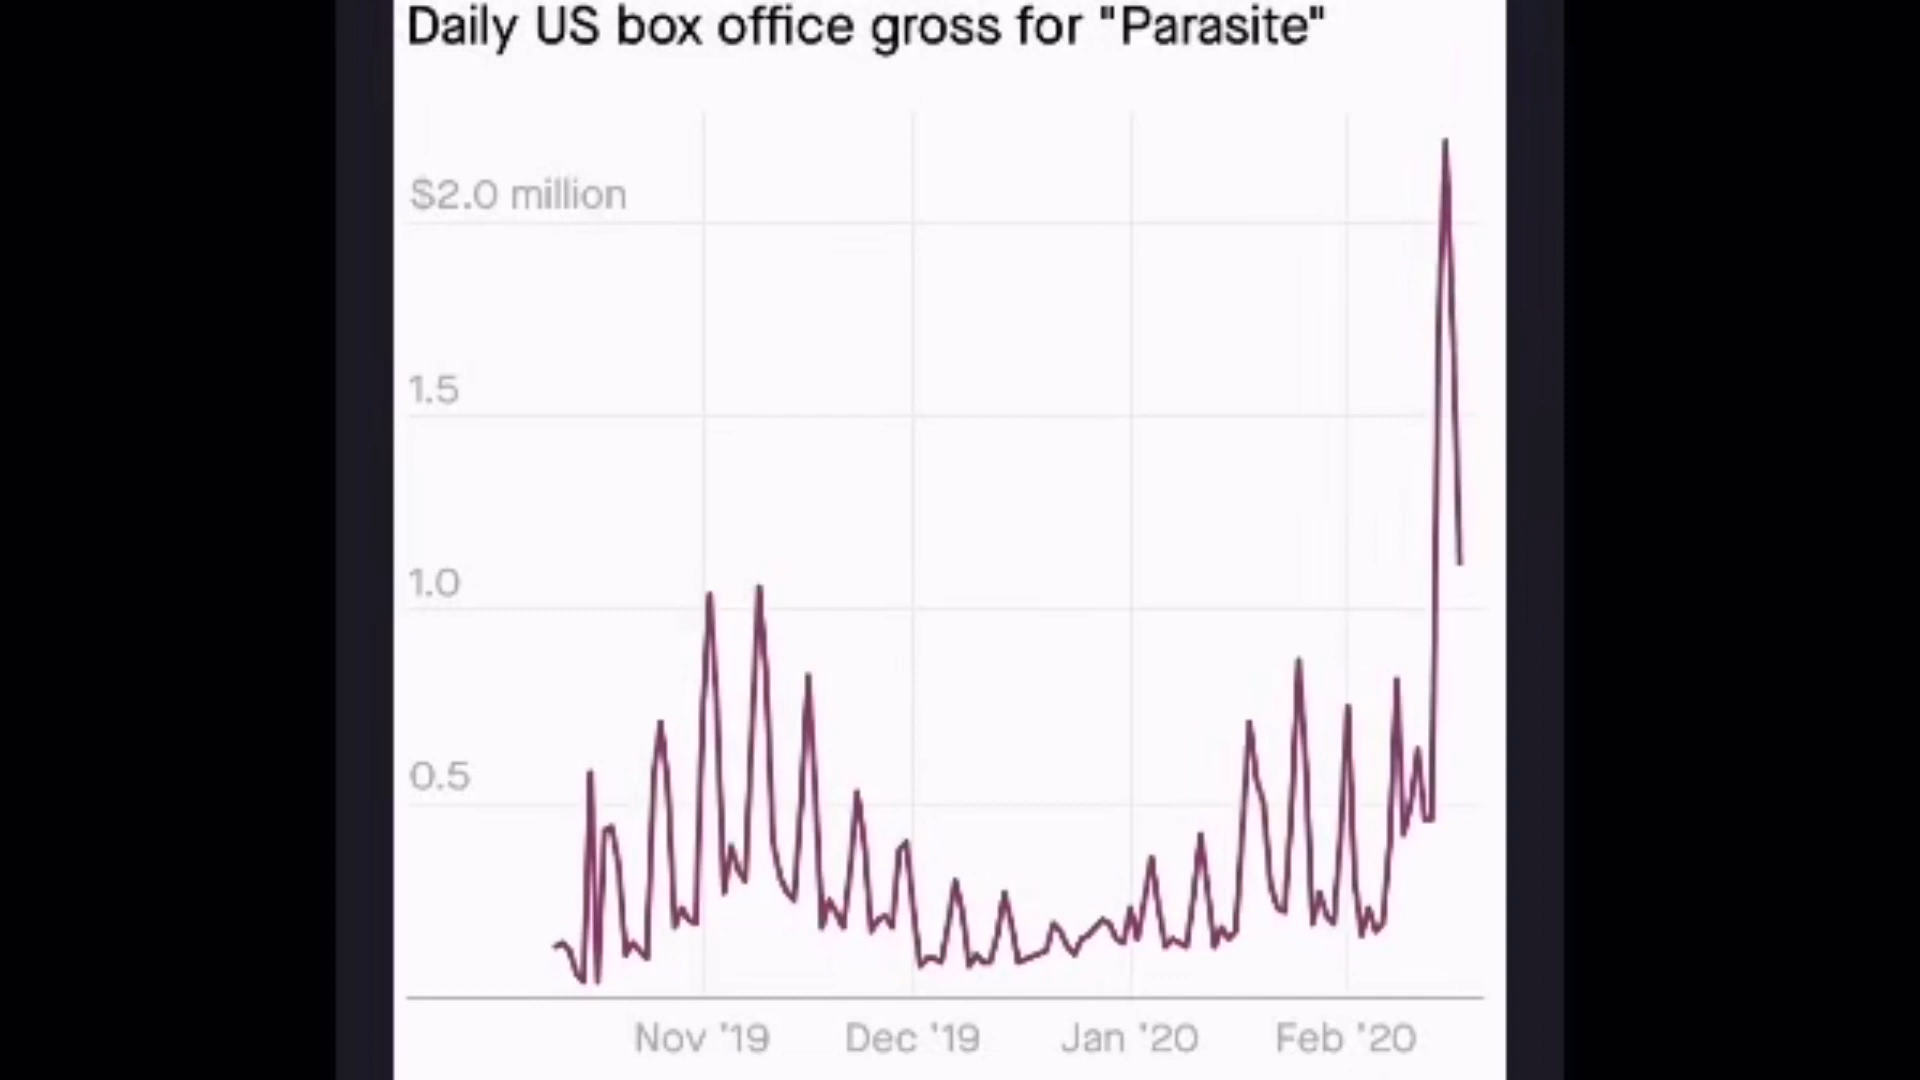 Daily US box office gross for "Parasite"
$2.0 million
1.5
1.0
0.5
Nov '19 Dec '19 Jan '20 Feb '20